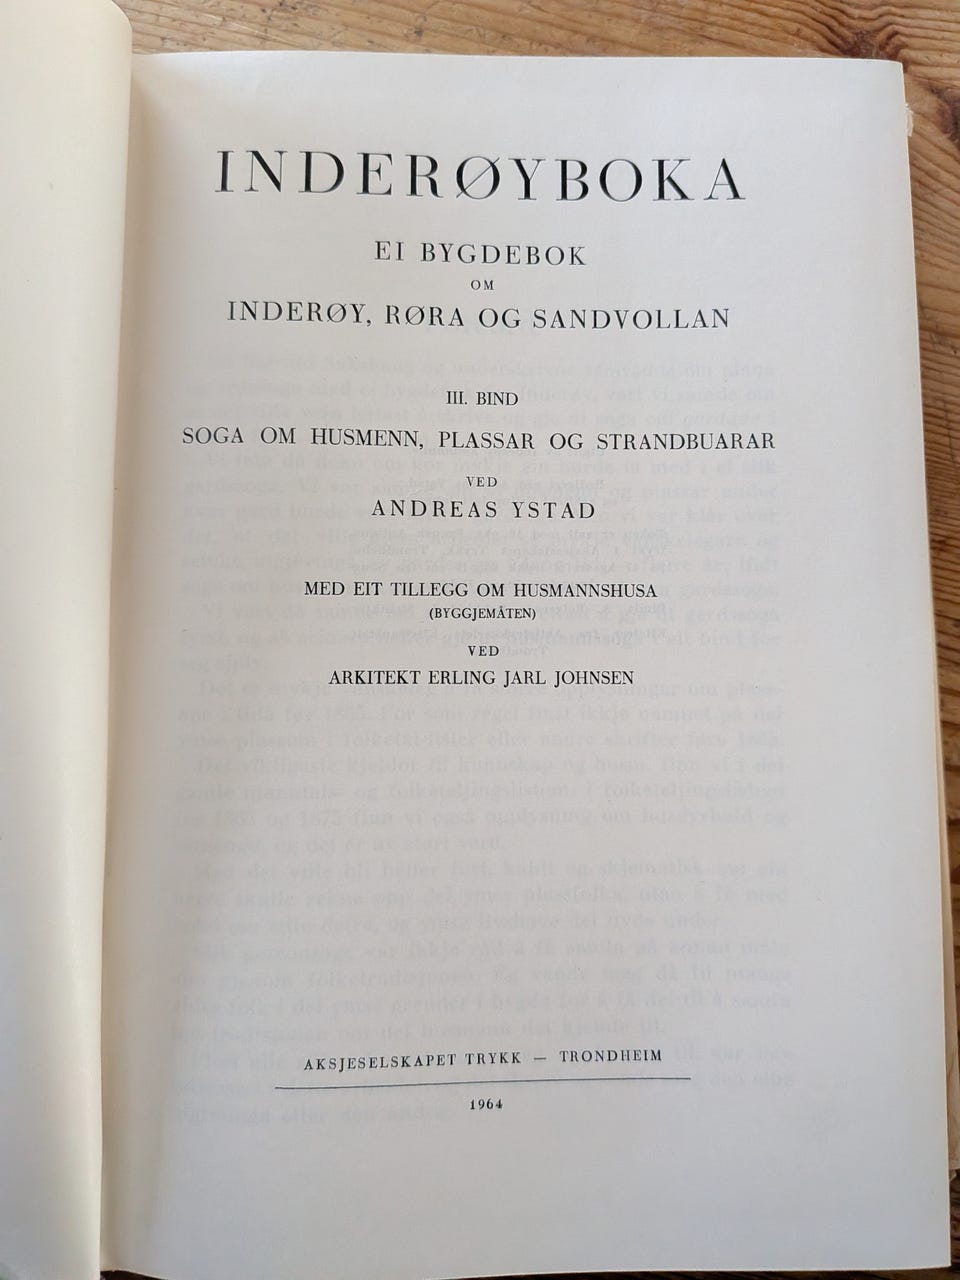 INDERØYBOKA
EI BYGDEBOK
OM
INDERØY, RØRA OG SANDVOLLAN
III. BIND
SOGA OM HUSMENN, PLASSAR OG STRANDBUARAR
VED
ANDREAS YSTAD
MED EIT TILLEGG OM HUSMANNSHUSA
(BYGGJEMÅTEN)
VED
ARKITEKT ERLING JARL JOHNSEN
AKSJESELSKAPET TRYKK — TRONDHEIM
1964